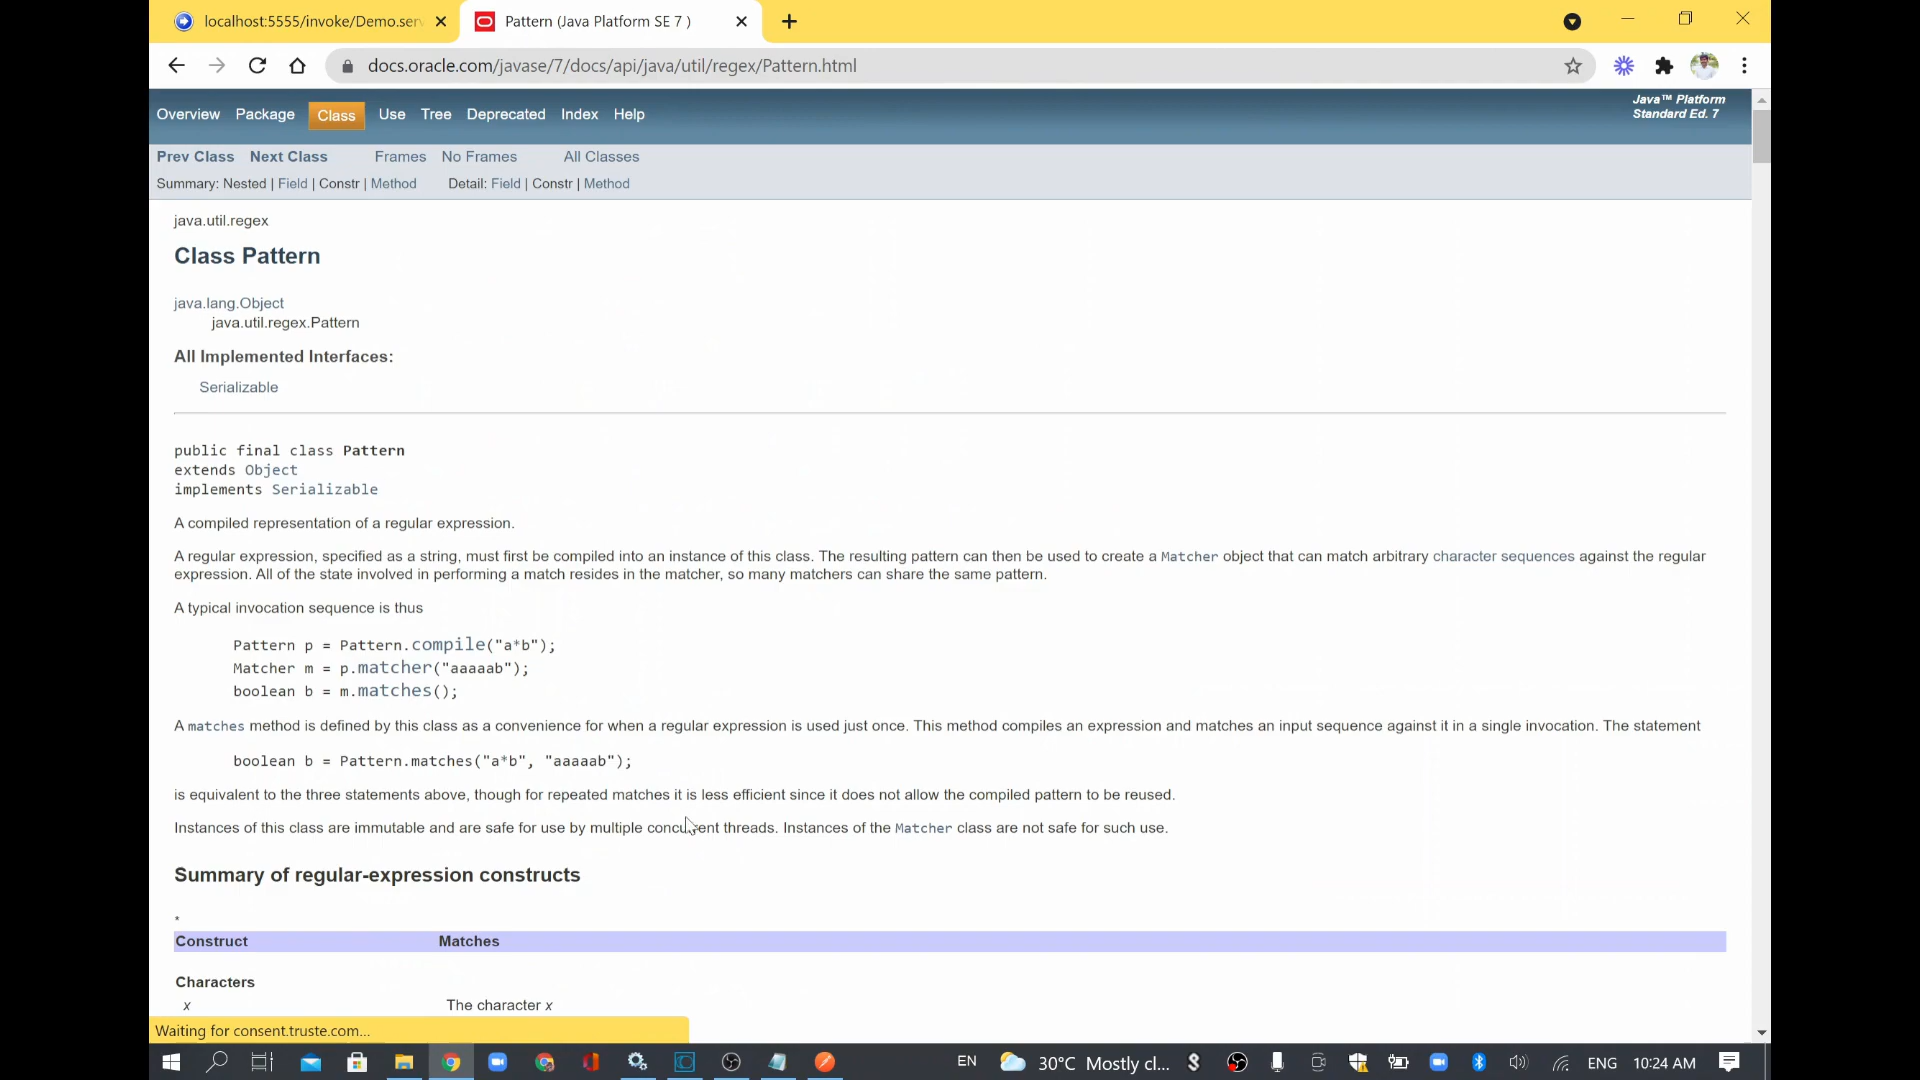 localhost:5555/invoke/Demo.serv
Pattern (Java Platform SE 7 )
docs.oracle.com/javase/7/docs/api/java/util/regex/Pattern.html
Overview Package Class Use Tree Deprecated Index Help
Java™ Platform
Standard Ed. 7
Prev Class Next Class Frames No Frames All Classes
Summary: Nested | Field | Constr | Method Detail: Field | Constr | Method
java.util.regex
Class Pattern
java.lang.Object
java.util.regex.Pattern
All Implemented Interfaces:
Serializable
public final class Pattern
extends Object
implements Serializable
A compiled representation of a regular expression.
A regular expression, specified as a string, must first be compiled into an instance of this class. The resulting pattern can then be used to create a Matcher object that can match arbitrary character sequences against the regular
expression. All of the state involved in performing a match resides in the matcher, so many matchers can share the same pattern.
A typical invocation sequence is thus
Pattern p = Pattern.compile("a*b");
Matcher m = p.matcher("aaaaab");
boolean b = m.matches();
A matches method is defined by this class as a convenience for when a regular expression is used just once. This method compiles an expression and matches an input sequence against it in a single invocation. The statement
boolean b = Pattern.matches("a*b", "aaaaab");
is equivalent to the three statements above, though for repeated matches it is less efficient since it does not allow the compiled pattern to be reused.
Instances of this class are immutable and are safe for use by multiple concurrent threads. Instances of the Matcher class are not safe for such use.
Summary of regular-expression constructs
*
Construct Matches
Characters
x The character x
Waiting for consent.truste.com...
EN 30°C Mostly cl... ENG 10:24 AM